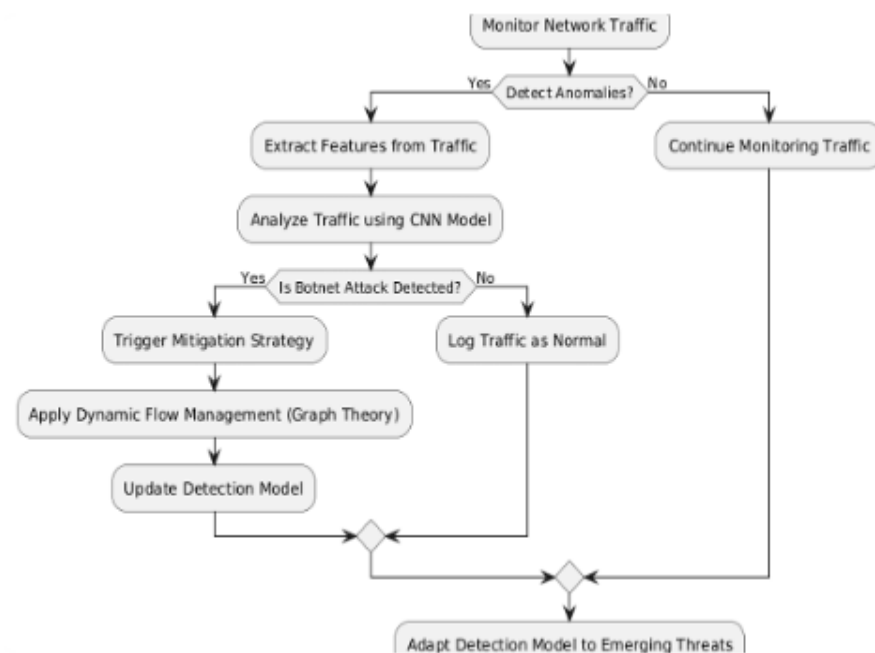 Monitor Network Traffic
Yes
Detect Anomalies?
No
Extract Features from Traffic
Continue Monitoring Traffic
Analyze Traffic using CNN Model
Yes
Is Botnet Attack Detected?
No
Trigger Mitigation Strategy
Log Traffic as Normal
Apply Dynamic Flow Management (Graph Theory)
Update Detection Model
Adapt Detection Model to Emerging Threats